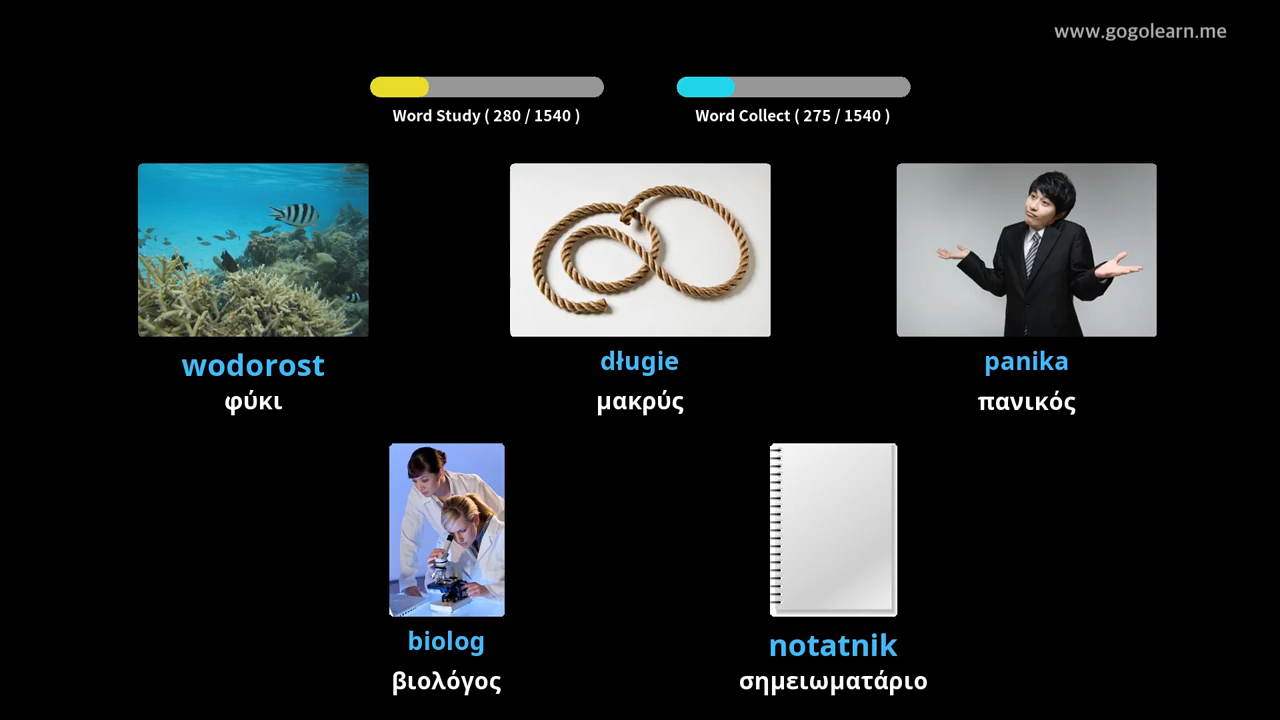 www.gogolearn.me
Word Study ( 280 / 1540 )
Word Collect ( 275 / 1540 )
wodorost
φύκι
długie
μακρύς
panika
πανικός
biolog
βιολόγος
notatnik
σημειωματάριο